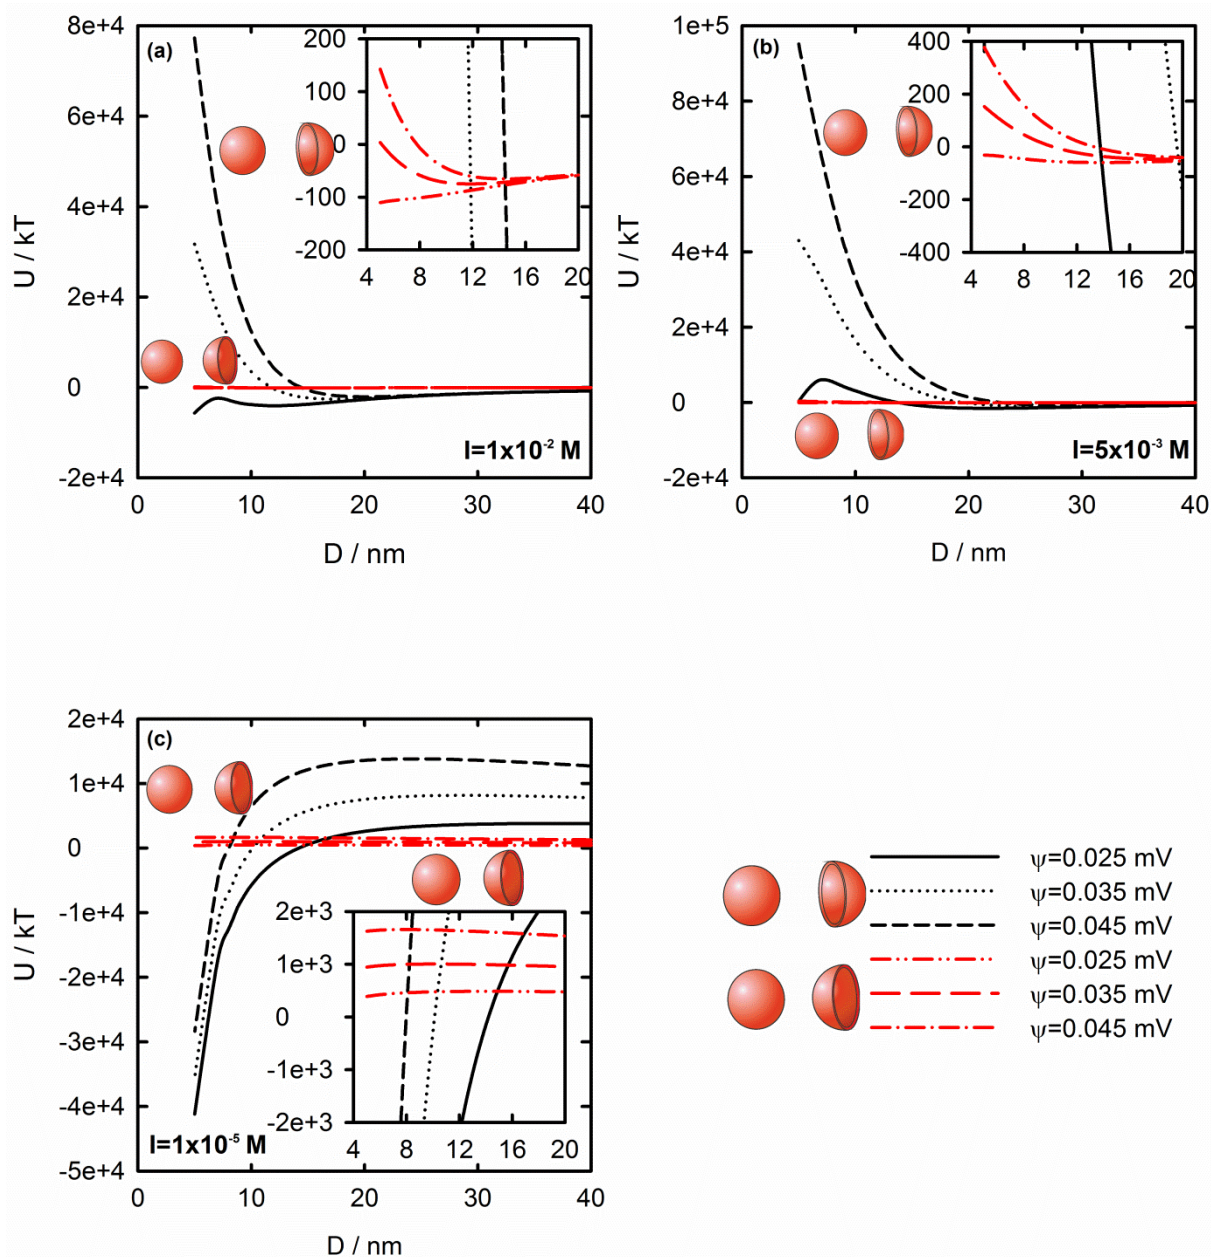 (a)
8e+4
6e+4
4e+4
2e+4
0
-2e+4
U / kT
0 10 20 30 40
D / nm
I=1x10⁻² M
200
100
0
-100
-200
4 8 12 16 20
(b)
1e+5
8e+4
6e+4
4e+4
2e+4
0
-2e+4
U / kT
0 10 20 30 40
D / nm
I=5x10⁻³ M
400
200
0
-200
-400
4 8 12 16 20
(c)
2e+4
1e+4
0
-1e+4
-2e+4
-3e+4
-4e+4
-5e+4
U / kT
0 10 20 30 40
D / nm
I=1x10⁻⁵ M
2e+3
1e+3
0
-1e+3
-2e+3
4 8 12 16 20
ψ=0.025 mV
ψ=0.035 mV
ψ=0.045 mV
ψ=0.025 mV
ψ=0.035 mV
ψ=0.045 mV